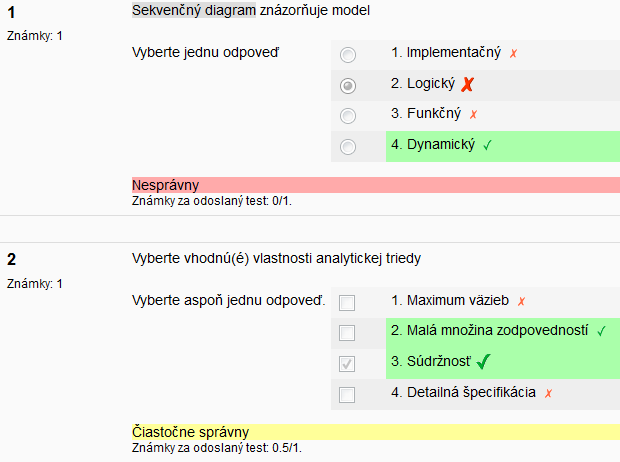 1
Sekvenčný diagram znázorňuje model
Známky: 1
Vyberte jednu odpoveď
1. Implementačný ✗
2. Logický ✗
3. Funkčný ✗
4. Dynamický ✓
Nesprávny
Známky za odoslaný test: 0/1.
2
Vyberte vhodnú(é) vlastnosti analytickej triedy
Známky: 1
Vyberte aspoň jednu odpoveď.
1. Maximum väzieb ✗
2. Malá množina zodpovedností ✓
3. Súdržnosť ✓
4. Detailná špecifikácia ✗
Čiastočne správny
Známky za odoslaný test: 0.5/1.